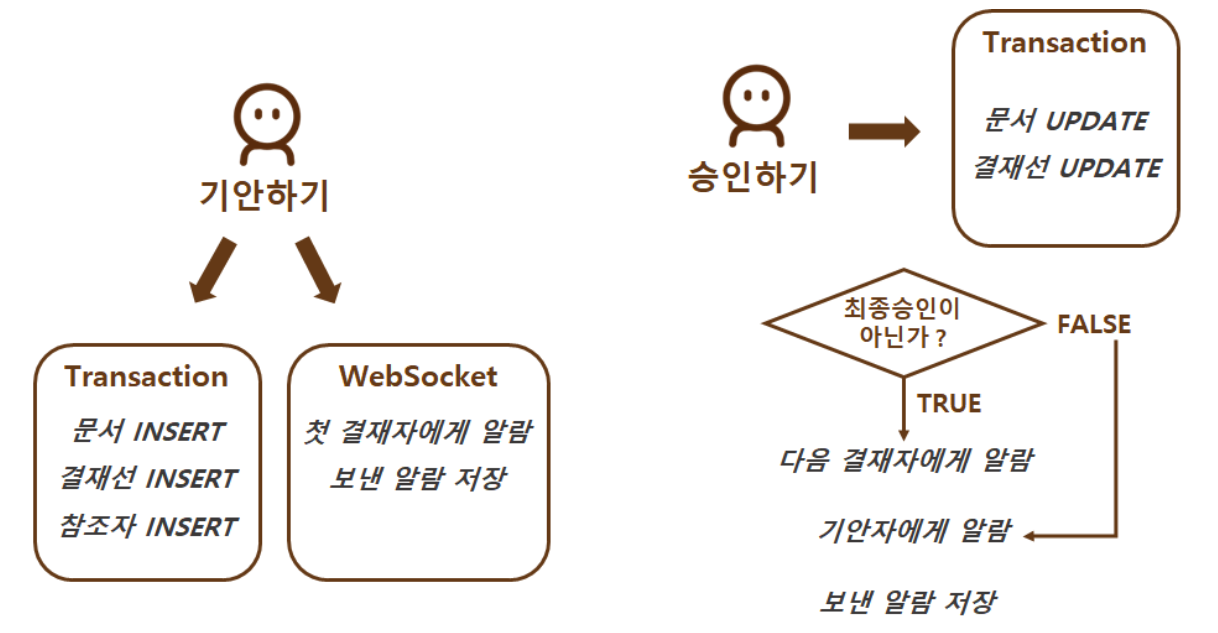 기안하기
Transaction
문서 INSERT
결재선 INSERT
참조자 INSERT
WebSocket
첫 결재자에게 알람
보낸 알람 저장
승인하기
Transaction
문서 UPDATE
결재선 UPDATE
최종승인이
아닌가 ?
FALSE
TRUE
다음 결재자에게 알람
기안자에게 알람
보낸 알람 저장